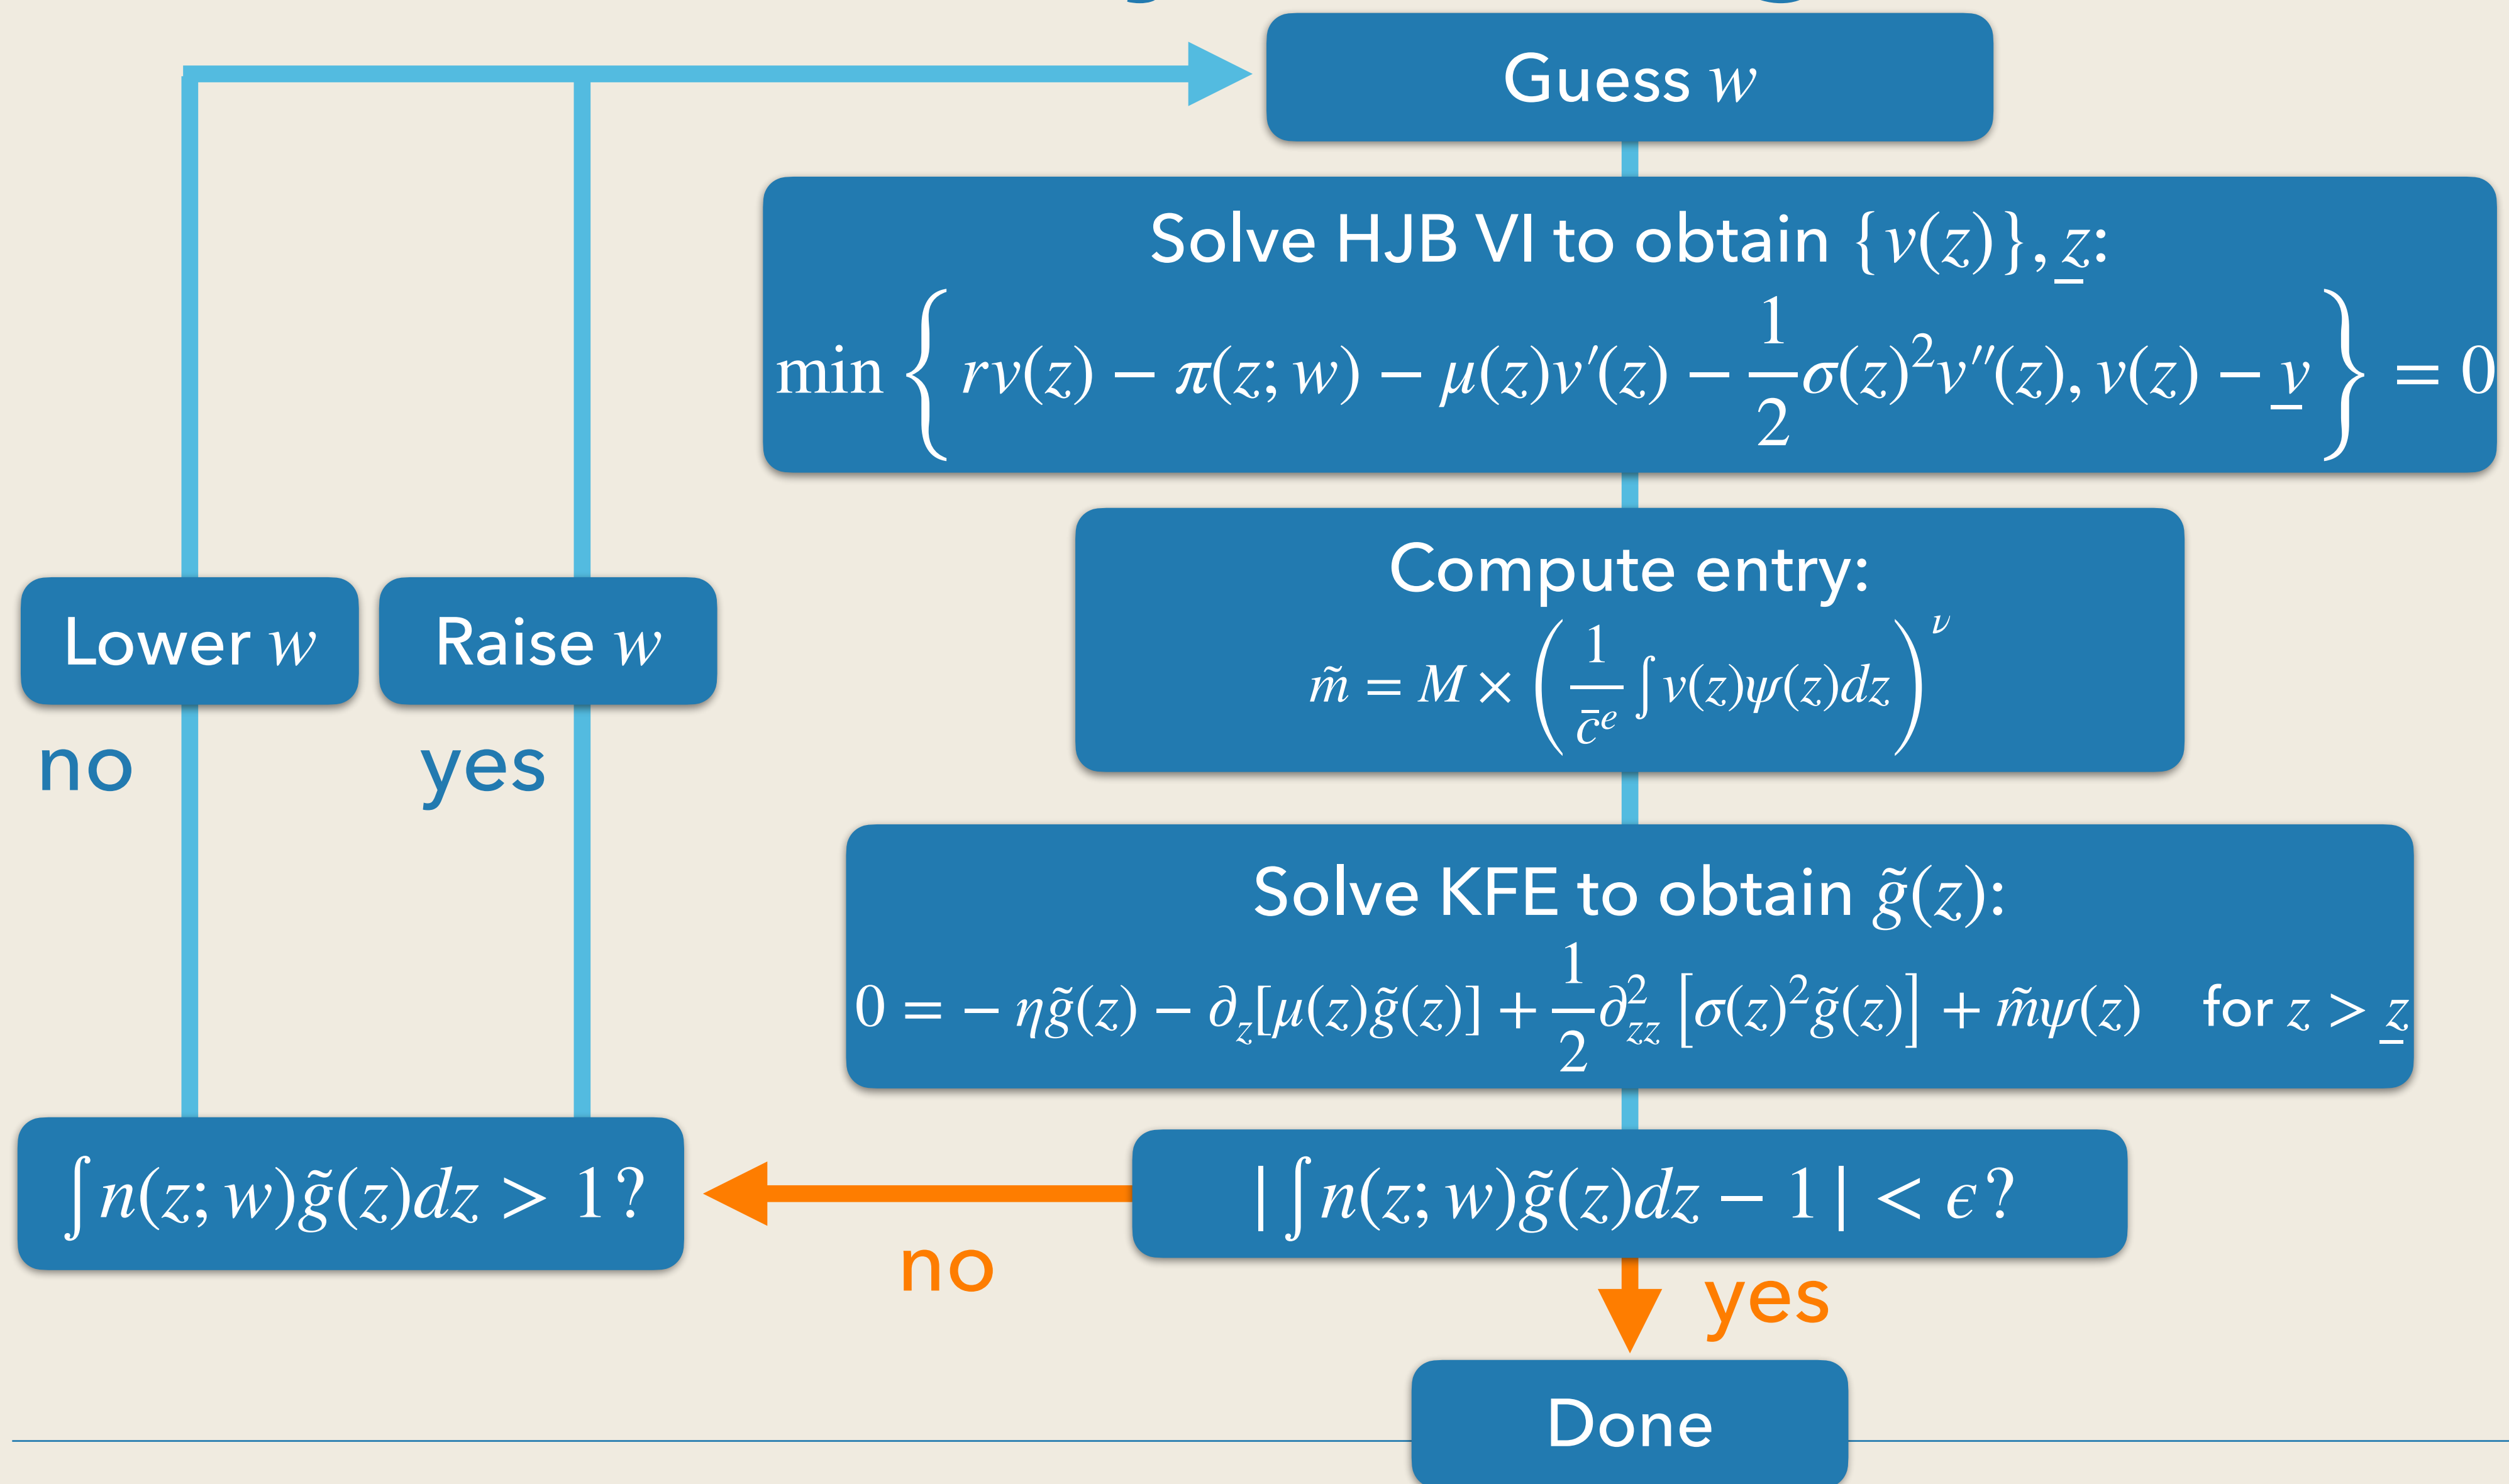 Guess w
Solve HJB VI to obtain {v(z)}, z̲:
min { rv(z) − π(z; w) − μ(z)v′(z) − 1/2 σ(z)²v″(z), v(z) − v̲ } = 0
Compute entry:
m̃ = M × ( 1/c̄ᵉ ∫ v(z)ψ(z)dz )^ν
Lower w
Raise w
no
yes
Solve KFE to obtain g̃(z):
0 = − ηg̃(z) − ∂_z[μ(z)g̃(z)] + 1/2 ∂²_zz [σ(z)²g̃(z)] + m̃ψ(z) for z > z̲
∫ n(z; w)g̃(z)dz > 1?
| ∫ n(z; w)g̃(z)dz − 1 | < ϵ?
no
yes
Done